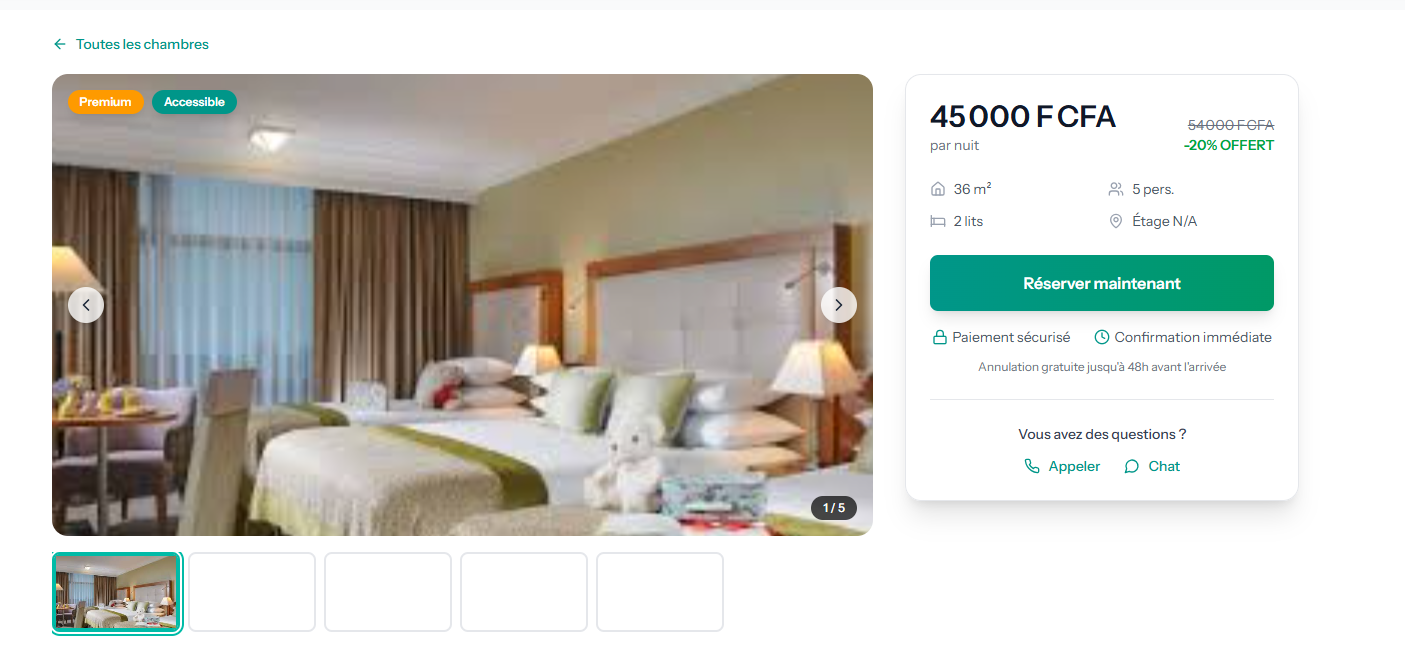 Toutes les chambres
Premium
Accessible
1 / 5
45 000 F CFA
par nuit
54 000 F CFA
-20% OFFERT
36 m²
5 pers.
2 lits
Étage N/A
Réserver maintenant
Paiement sécurisé
Confirmation immédiate
Annulation gratuite jusqu'à 48h avant l'arrivée
Vous avez des questions ?
Appeler
Chat